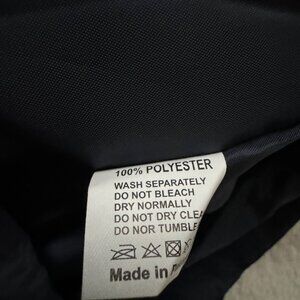 100% POLYESTER
WASH SEPARATELY
DO NOT BLEACH
DRY NORMALLY
DO NOT DRY CLEA
DO NOR TUMBLE
Made in